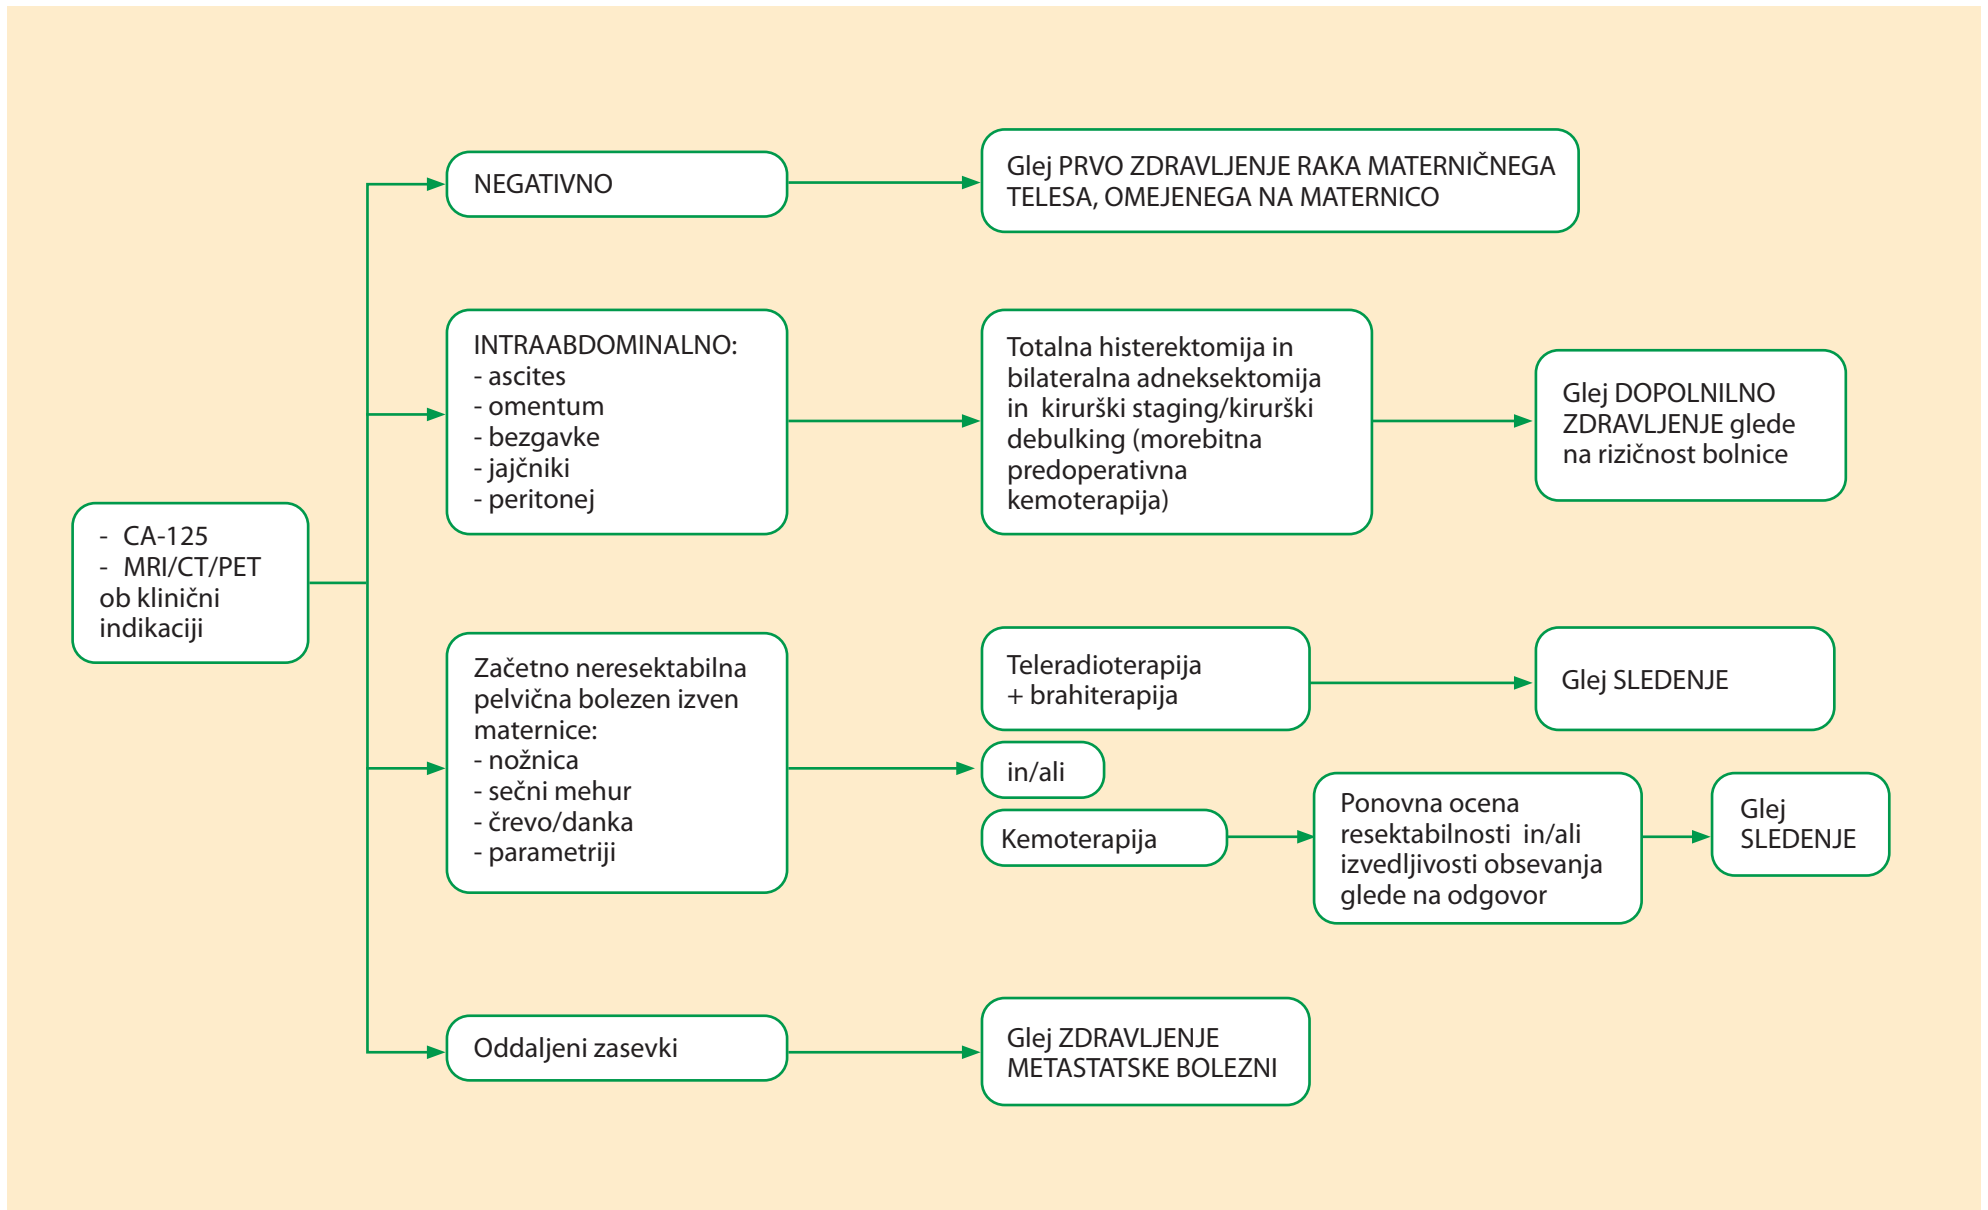 - CA-125
- MRI/CT/PET
ob klinični
indikaciji
NEGATIVNO
Glej PRVO ZDRAVLJENJE RAKA MATERNIČNEGA
TELESA, OMEJENEGA NA MATERNICO
INTRAABDOMINALNO:
- ascites
- omentum
- bezgavke
- jajčniki
- peritonej
Totalna histerektomija in
bilateralna adneksektomija
in kirurški staging/kirurški
debulking (morebitna
predoperativna
kemoterapija)
Glej DOPOLNILNO
ZDRAVLJENJE glede
na rizičnost bolnice
Začetno neresektabilna
pelvična bolezen izven
maternice:
- nožnica
- sečni mehur
- črevo/danka
- parametriji
Teleradioterapija
+ brahiterapija
Glej SLEDENJE
in/ali
Kemoterapija
Ponovna ocena
resektabilnosti in/ali
izvedljivosti obsevanja
glede na odgovor
Glej
SLEDENJE
Oddaljeni zasevki
Glej ZDRAVLJENJE
METASTATSKE BOLEZNI